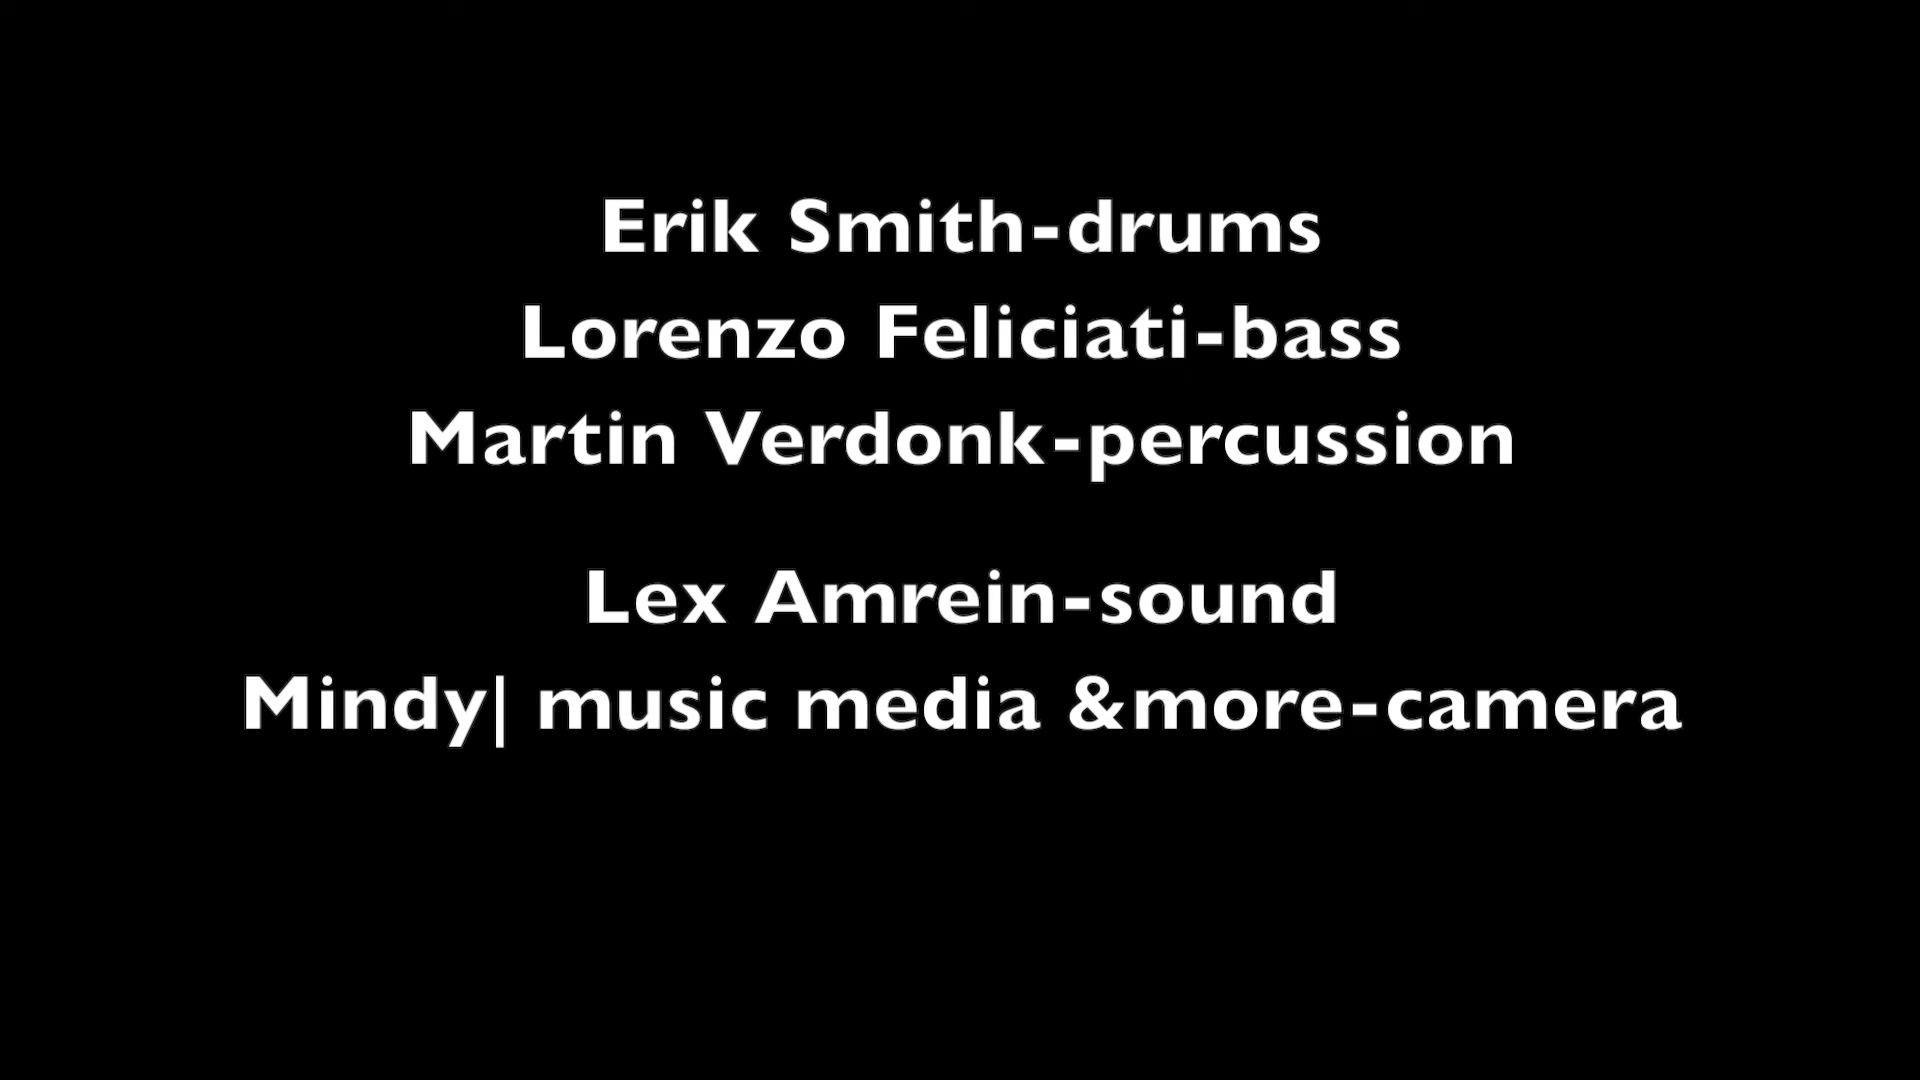 Erik Smith-drums
Lorenzo Feliciati-bass
Martin Verdonk-percussion
Lex Amrein-sound
Mindy| music media &more-camera